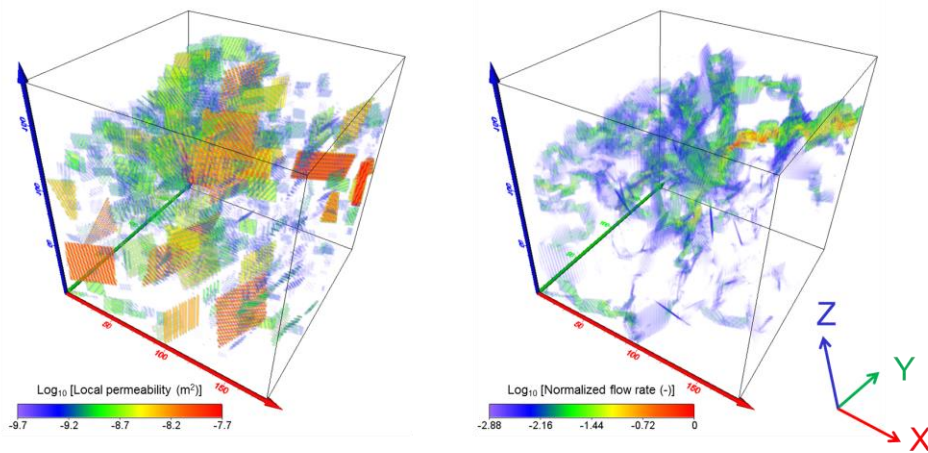 50
100
150
Log10 [Local permeability (m2)]
-9.7 -9.2 -8.7 -8.2 -7.7
50
100
150
Log10 [Normalized flow rate (-)]
-2.88 -2.16 -1.44 -0.72 0
Z
Y
X